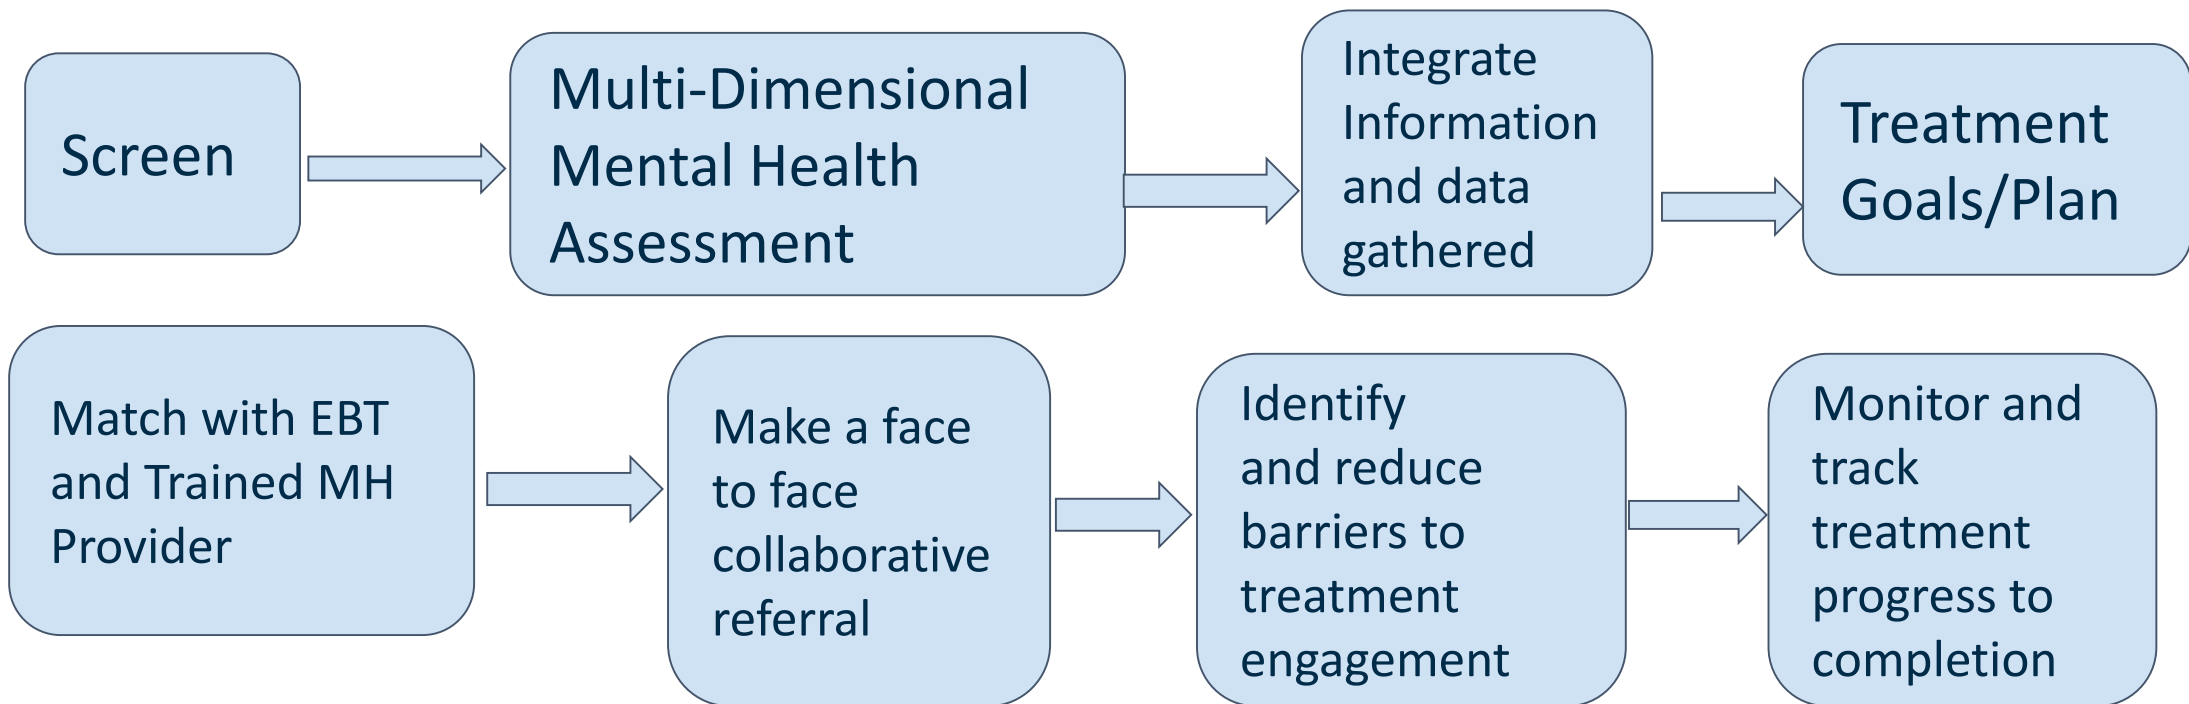 Screen
Multi-Dimensional
Mental Health
Assessment
Integrate
Information
and data
gathered
Treatment
Goals/Plan
Match with EBT
and Trained MH
Provider
Make a face
to face
collaborative
referral
Identify
and reduce
barriers to
treatment
engagement
Monitor and
track
treatment
progress to
completion